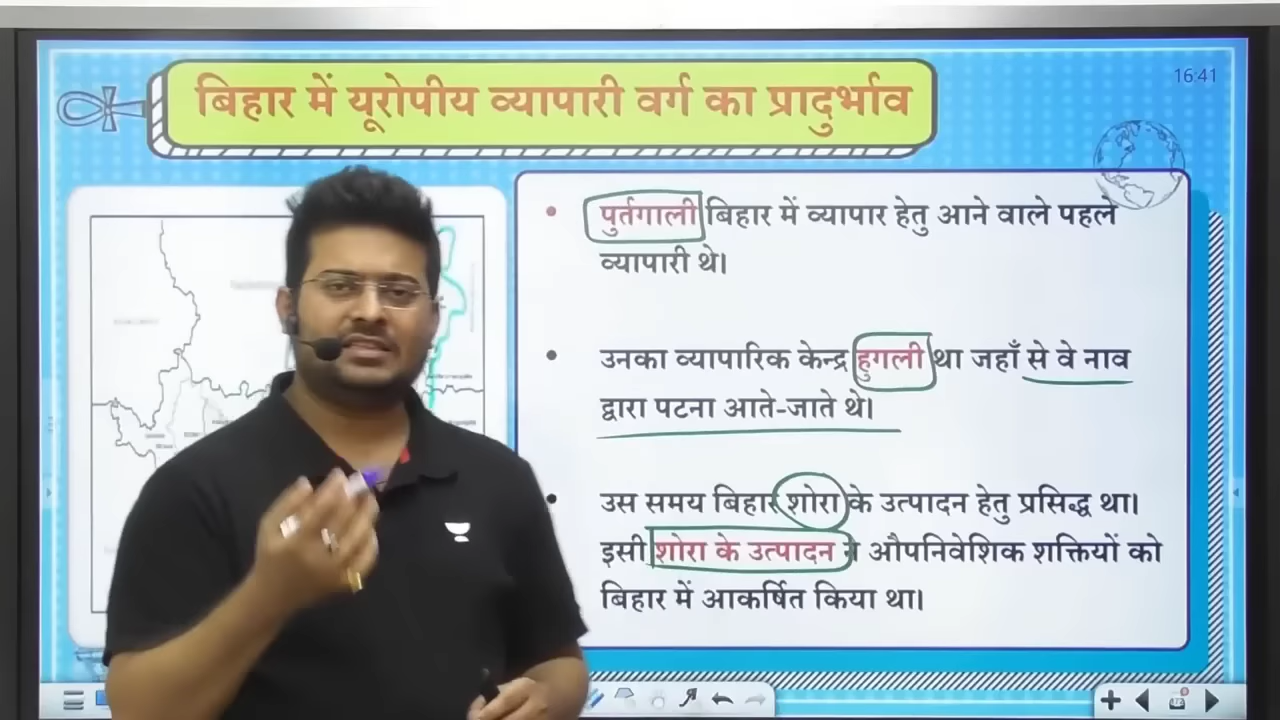 16:41
बिहार में यूरोपीय व्यापारी वर्ग का प्रादुर्भाव
पुर्तगाली बिहार में व्यापार हेतु आने वाले पहले
व्यापारी थे।
उनका व्यापारिक केन्द्र हुगली था जहाँ से वे नाव
द्वारा पटना आते-जाते थे।
उस समय बिहार शोरा के उत्पादन हेतु प्रसिद्ध था।
इसी शोरा के उत्पादन ने औपनिवेशिक शक्तियों को
बिहार में आकर्षित किया था।